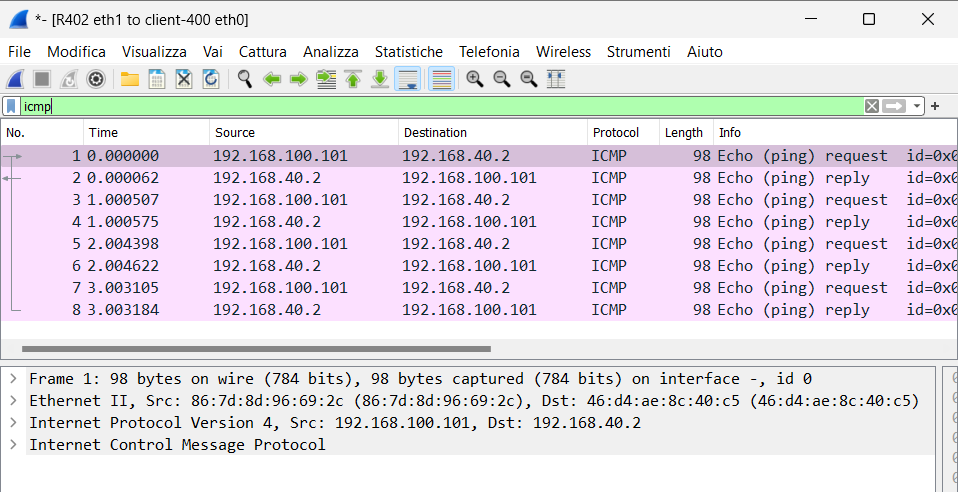 *- [R402 eth1 to client-400 eth0]
File Modifica Visualizza Vai Cattura Analizza Statistiche Telefonia Wireless Strumenti Aiuto
icmp
No. Time Source Destination Protocol Length Info
1 0.000000 192.168.100.101 192.168.40.2 ICMP 98 Echo (ping) request id=0x0
2 0.000062 192.168.40.2 192.168.100.101 ICMP 98 Echo (ping) reply id=0x0
3 1.000507 192.168.100.101 192.168.40.2 ICMP 98 Echo (ping) request id=0x0
4 1.000575 192.168.40.2 192.168.100.101 ICMP 98 Echo (ping) reply id=0x0
5 2.004398 192.168.100.101 192.168.40.2 ICMP 98 Echo (ping) request id=0x0
6 2.004622 192.168.40.2 192.168.100.101 ICMP 98 Echo (ping) reply id=0x0
7 3.003105 192.168.100.101 192.168.40.2 ICMP 98 Echo (ping) request id=0x0
8 3.003184 192.168.40.2 192.168.100.101 ICMP 98 Echo (ping) reply id=0x0
Frame 1: 98 bytes on wire (784 bits), 98 bytes captured (784 bits) on interface -, id 0
Ethernet II, Src: 86:7d:8d:96:69:2c (86:7d:8d:96:69:2c), Dst: 46:d4:ae:8c:40:c5 (46:d4:ae:8c:40:c5)
Internet Protocol Version 4, Src: 192.168.100.101, Dst: 192.168.40.2
Internet Control Message Protocol